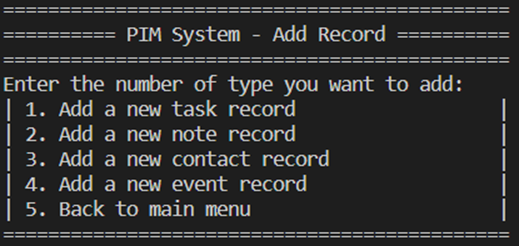 =============================================
========== PIM System - Add Record ==========
=============================================
Enter the number of type you want to add:
| 1. Add a new task record                  |
| 2. Add a new note record                  |
| 3. Add a new contact record               |
| 4. Add a new event record                 |
| 5. Back to main menu                      |
=============================================